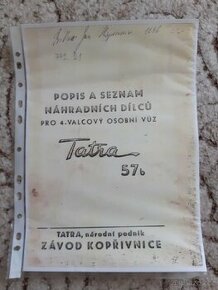 POPIS A SEZNAM
NÁHRADNÍCH DÍLCŮ
PRO 4-VALCOVÝ OSOBNÍ VŮZ
Tatra
57b
TATRA, národní podnik
ZÁVOD KOPŘIVNICE